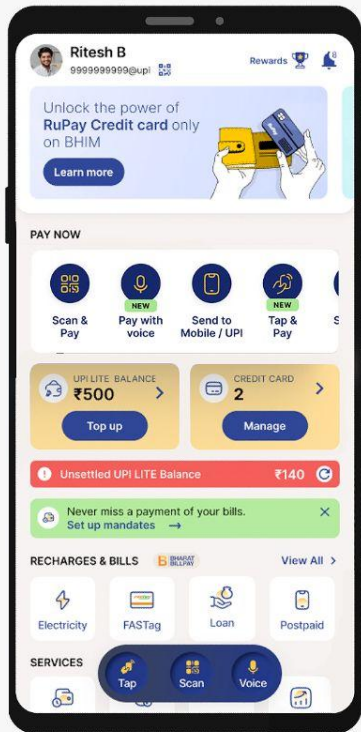 Ritesh B
9999999999@upi
Rewards
8
Unlock the power of
RuPay Credit card only
on BHIM
Learn more
PAY NOW
Scan &
Pay
NEW
Pay with
voice
Send to
Mobile / UPI
NEW
Tap &
Pay
S
UPI LITE BALANCE
₹500
Top up
CREDIT CARD
2
Manage
Unsettled UPI LITE Balance
₹140
Never miss a payment of your bills.
Set up mandates →
RECHARGES & BILLS
B BHARAT
BILLPAY
View All >
Electricity
FASTag
Loan
Postpaid
SERVICES
Tap
Scan
Voice